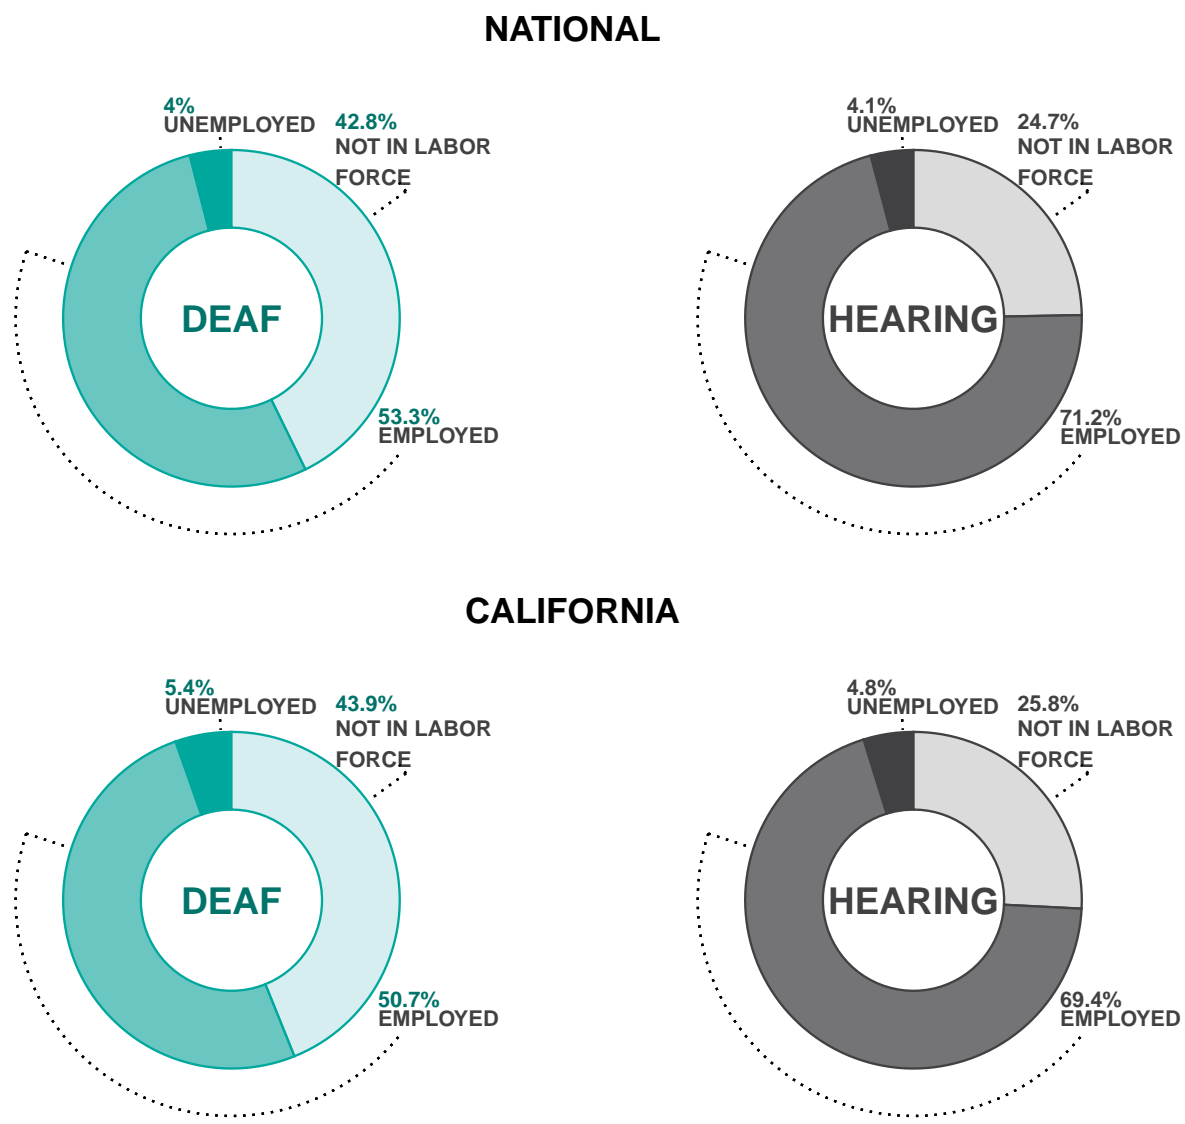 NATIONAL
4%
UNEMPLOYED
42.8%
NOT IN LABOR
FORCE
DEAF
53.3%
EMPLOYED
4.1%
UNEMPLOYED
24.7%
NOT IN LABOR
FORCE
HEARING
71.2%
EMPLOYED
CALIFORNIA
5.4%
UNEMPLOYED
43.9%
NOT IN LABOR
FORCE
DEAF
50.7%
EMPLOYED
4.8%
UNEMPLOYED
25.8%
NOT IN LABOR
FORCE
HEARING
69.4%
EMPLOYED